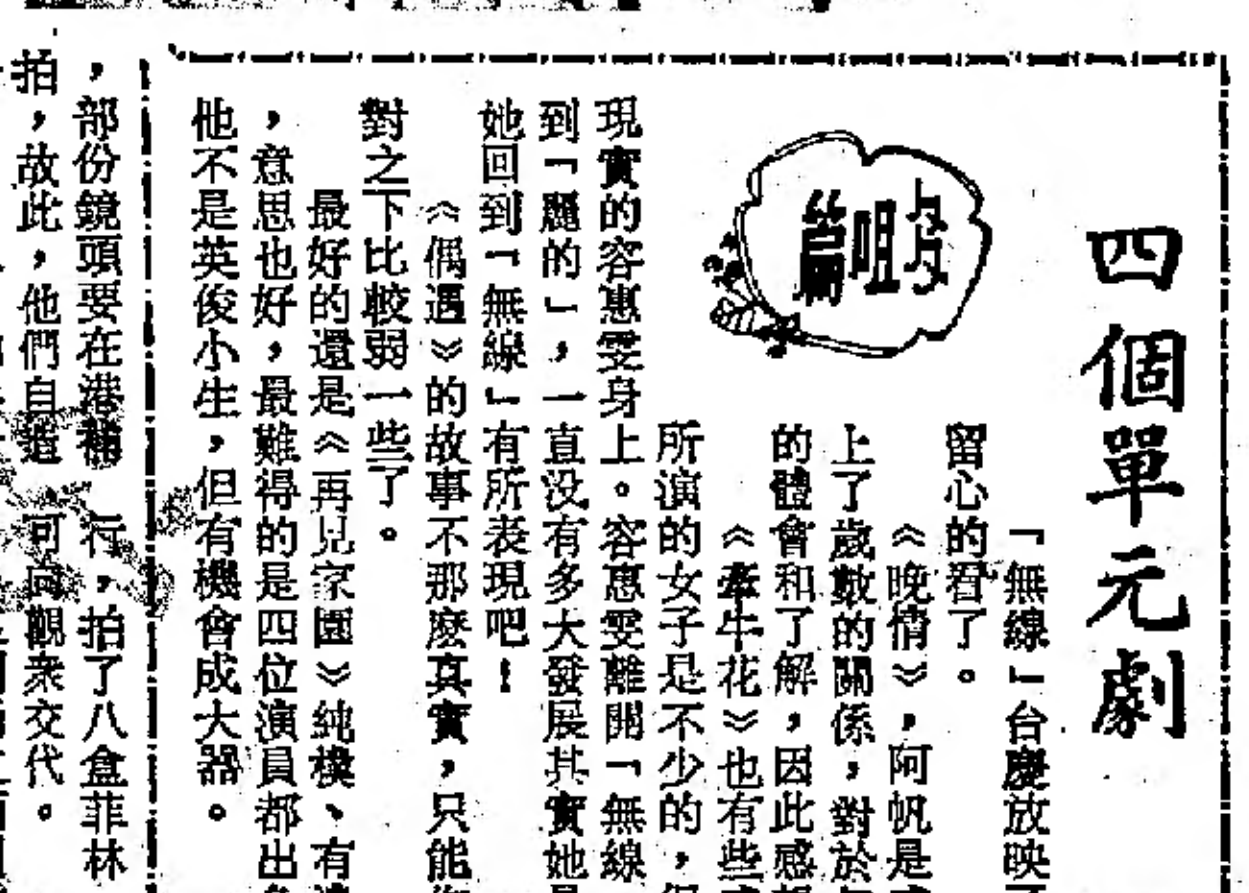 四個單元劇
咀篇
「無線」台慶放映
留心的看了。
《晚情》，阿帆是
上了歲數的關係，對於
的體會和了解，因此感
《牽牛花》也有些
所演的女子是不少的，
現實的容惠雯身上。容惠雯離開「無線
到「麗的」，一直没有多大發展其實她
她回到「無線」有所表現吧！
《偶遇》的故事不那麽真實，只能
對之下比較弱一些了。
最好的還是《再見家園》純樸、有
，意思也好，最難得的是四位演員都出
他不是英俊小生，但有機會成大器。
，部份鏡頭要在港補 行，拍了八盒菲林
拍，故此，他們自 可向觀衆交代。